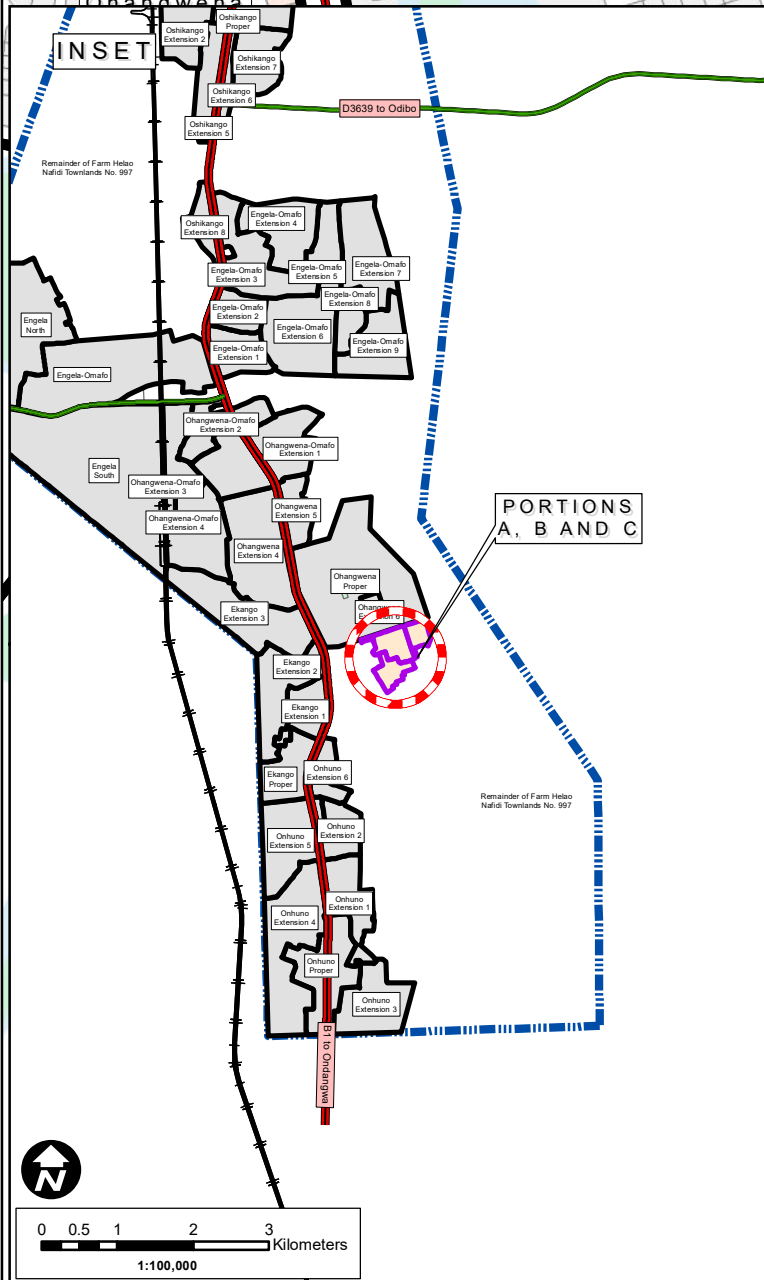 Ohangwena
INSET
Oshikango
Proper
Oshikango
Extension 2
Oshikango
Extension 7
Oshikango
Extension 6
D3639 to Odibo
Oshikango
Extension 5
Remainder of Farm Helao
Nafidi Townlands No. 997
Engela-Omafo
Extension 4
Oshikango
Extension 8
Engela-Omafo
Extension 3
Engela-Omafo
Extension 5
Engela-Omafo
Extension 7
Engela-Omafo
Extension 8
Engela-Omafo
Extension 2
Engela
North
Engela-Omafo
Extension 6
Engela-Omafo
Extension 9
Engela-Omafo
Extension 1
Engela-Omafo
Ohangwena-Omafo
Extension 2
Ohangwena-Omafo
Extension 1
Engela
South
Ohangwena-Omafo
Extension 3
Ohangwena-Omafo
Extension 4
Ohangwena
Extension 5
PORTIONS
A, B AND C
Ohangwena
Extension 4
Ohangwena
Proper
Ekango
Extension 3
Ekango
Extension 2
Ekango
Extension 1
Ekango
Proper
Onhuno
Extension 6
Remainder of Farm Helao
Nafidi Townlands No. 997
Onhuno
Extension 5
Onhuno
Extension 2
Onhuno
Extension 4
Onhuno
Extension 1
Onhuno
Proper
Onhuno
Extension 3
B1 to Ondangwa
N
0 0.5 1 2 3
Kilometers
1:100,000